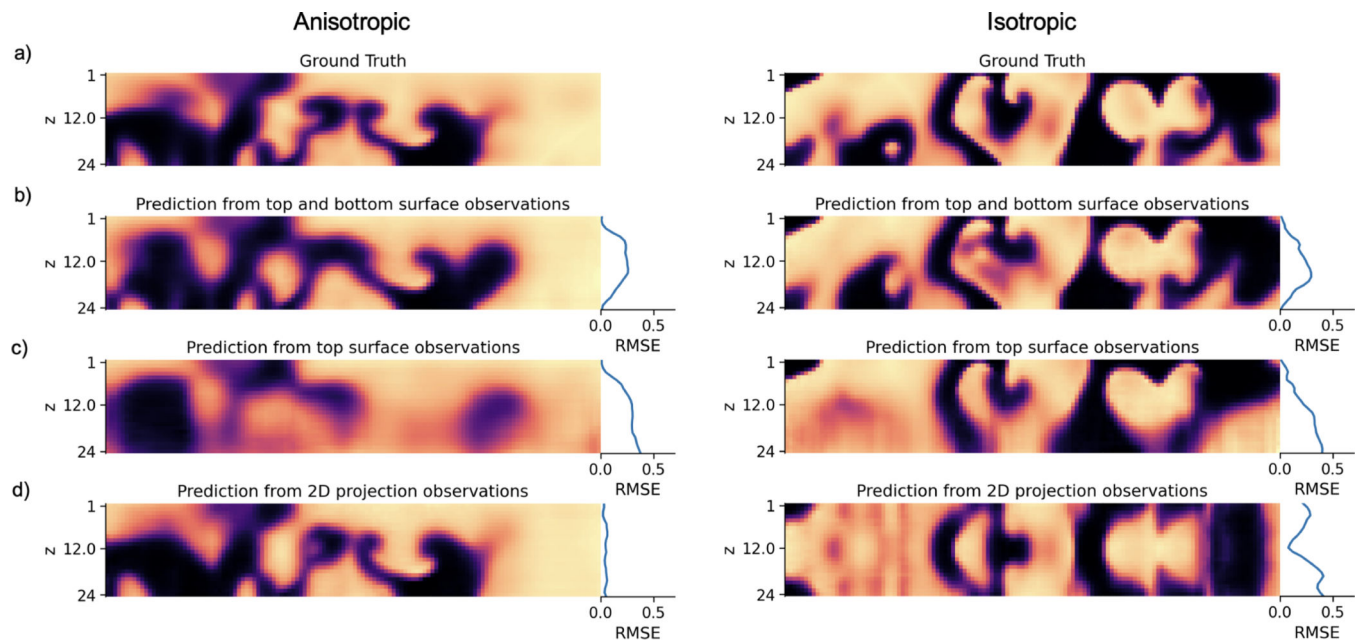 Anisotropic
Isotropic
a)
Ground Truth
Ground Truth
1
z
12.0
24
1
z
12.0
24
b)
Prediction from top and bottom surface observations
Prediction from top and bottom surface observations
1
z
12.0
24
0.0 0.5
RMSE
1
z
12.0
24
0.0 0.5
RMSE
c)
Prediction from top surface observations
Prediction from top surface observations
1
z
12.0
24
0.0 0.5
RMSE
1
z
12.0
24
0.0 0.5
RMSE
d)
Prediction from 2D projection observations
Prediction from 2D projection observations
1
z
12.0
24
0.0 0.5
RMSE
1
z
12.0
24
0.0 0.5
RMSE